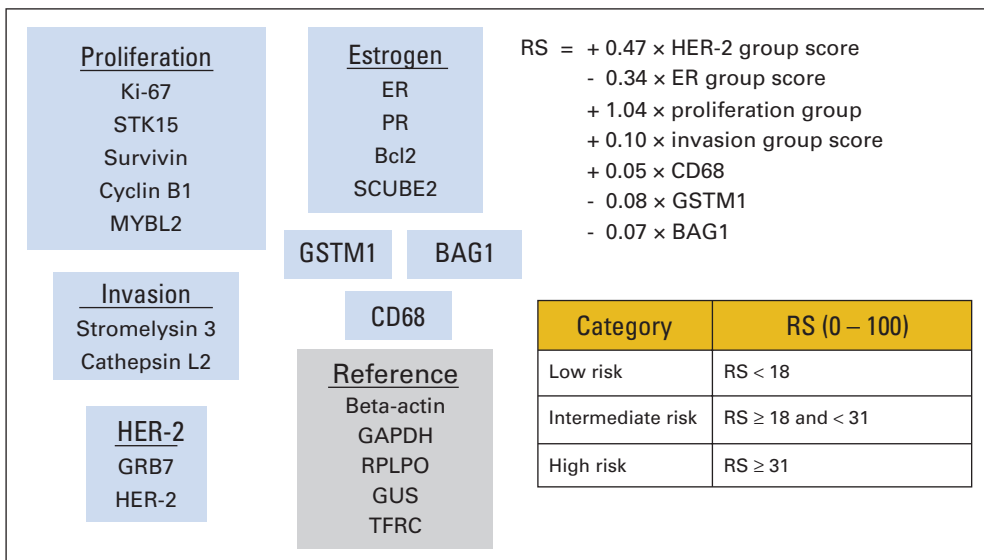 Proliferation
Ki-67
STK15
Survivin
Cyclin B1
MYBL2
Estrogen
ER
PR
Bcl2
SCUBE2
GSTM1
BAG1
CD68
Invasion
Stromelysin 3
Cathepsin L2
HER-2
GRB7
HER-2
Reference
Beta-actin
GAPDH
RPLPO
GUS
TFRC
RS = + 0.47 × HER-2 group score
- 0.34 × ER group score
+ 1.04 × proliferation group
+ 0.10 × invasion group score
+ 0.05 × CD68
- 0.08 × GSTM1
- 0.07 × BAG1
Category RS (0 – 100)
Low risk RS < 18
Intermediate risk RS ≥ 18 and < 31
High risk RS ≥ 31